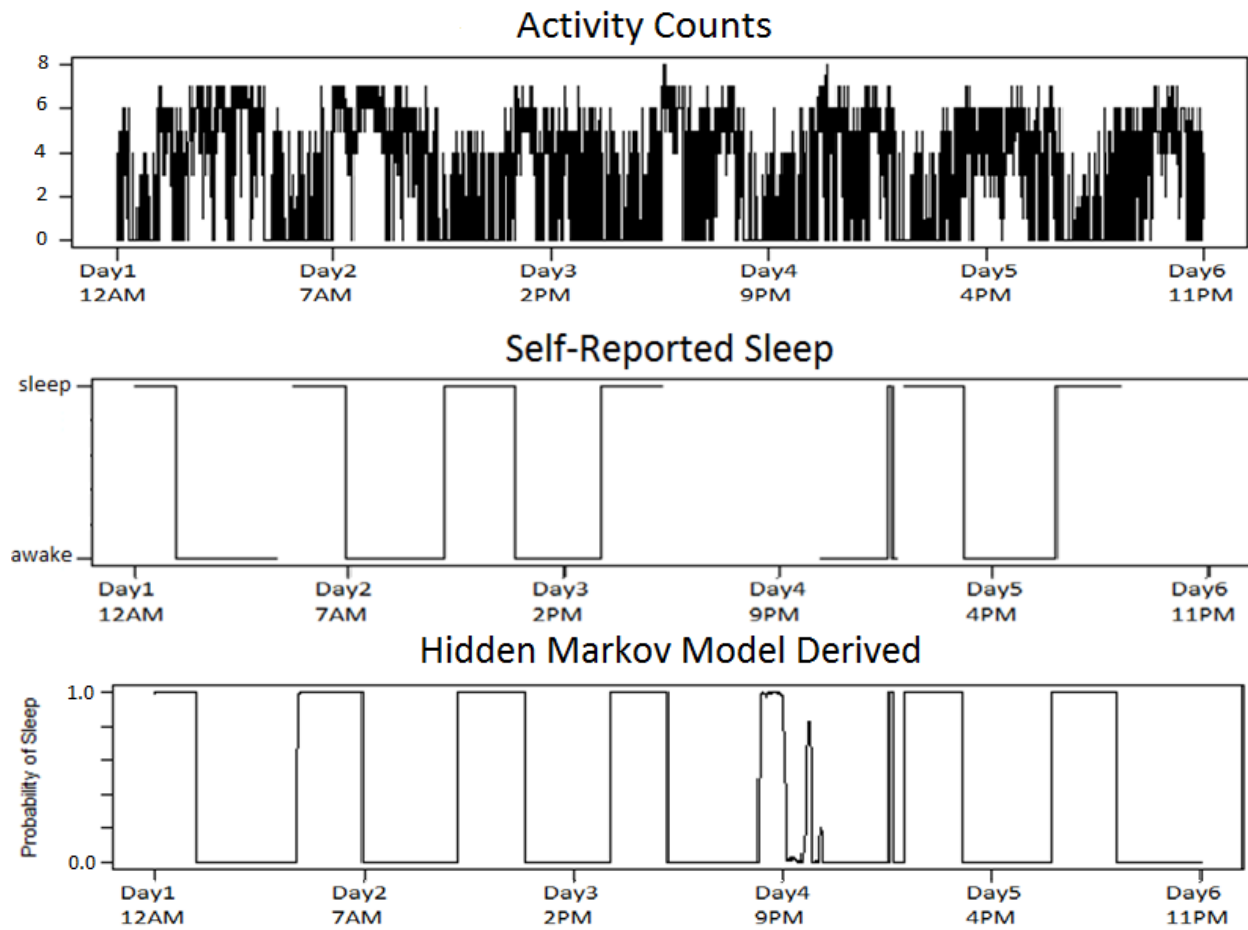 Activity Counts
8
6
4
2
0
Day1 Day2 Day3 Day4 Day5 Day6
12AM 7AM 2PM 9PM 4PM 11PM
Self-Reported Sleep
sleep
awake
Day1 Day2 Day3 Day4 Day5 Day6
12AM 7AM 2PM 9PM 4PM 11PM
Hidden Markov Model Derived
Probability of Sleep
1.0
0.0
Day1 Day2 Day3 Day4 Day5 Day6
12AM 7AM 2PM 9PM 4PM 11PM